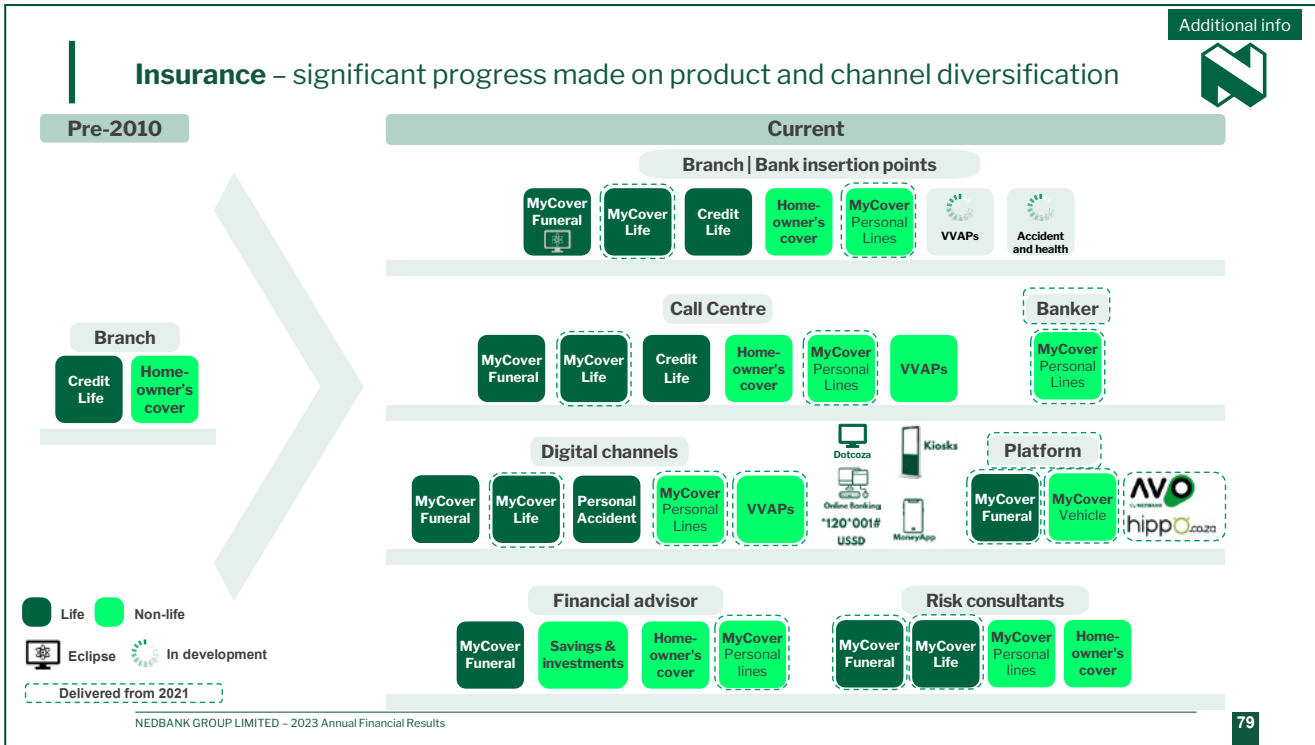 Additional info
Insurance – significant progress made on product and channel diversification
Pre-2010
Current
Branch | Bank insertion points
MyCover
Funeral
MyCover
Life
Credit
Life
Home-
owner's
cover
MyCover
Personal
Lines
VVAPs
Accident
and health
Call Centre
Banker
Branch
Credit
Life
Home-
owner's
cover
MyCover
Funeral
MyCover
Life
Credit
Life
Home-
owner's
cover
MyCover
Personal
Lines
VVAPs
MyCover
Personal
Lines
Digital channels
Dotcoza
Kiosks
Platform
MyCover
Funeral
MyCover
Life
Personal
Accident
MyCover
Personal
Lines
VVAPs
Online Banking
*120*001#
USSD
MoneyApp
MyCover
Funeral
MyCover
Vehicle
AVO
by NEDBANK
hippo.co.za
Financial advisor
Risk consultants
MyCover
Funeral
Savings &
investments
Home-
owner's
cover
MyCover
Personal
lines
MyCover
Funeral
MyCover
Life
MyCover
Personal
lines
Home-
owner's
cover
Life
Non-life
Eclipse
In development
Delivered from 2021
NEDBANK GROUP LIMITED – 2023 Annual Financial Results
79